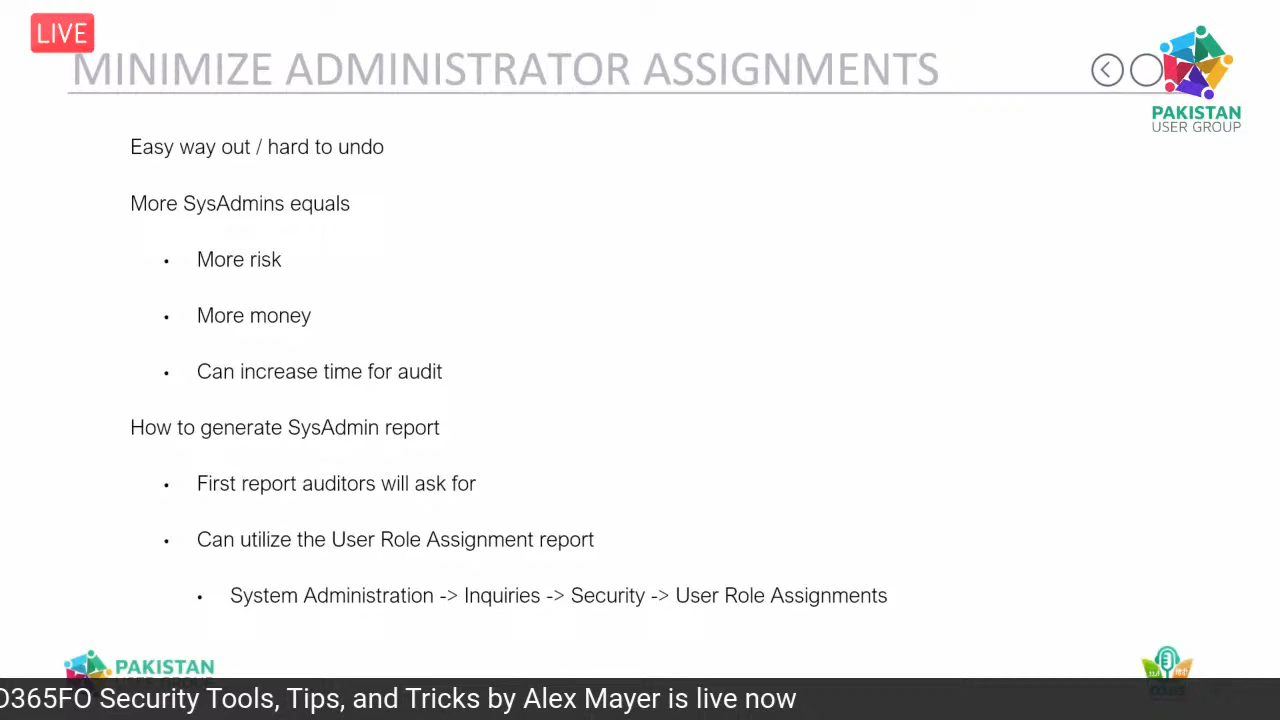 LIVE
MINIMIZE ADMINISTRATOR ASSIGNMENTS
PAKISTAN
USER GROUP
Easy way out / hard to undo
More SysAdmins equals
• More risk
• More money
• Can increase time for audit
How to generate SysAdmin report
• First report auditors will ask for
• Can utilize the User Role Assignment report
• System Administration -> Inquiries -> Security -> User Role Assignments
PAKISTAN
D365FO Security Tools, Tips, and Tricks by Alex Mayer is live now